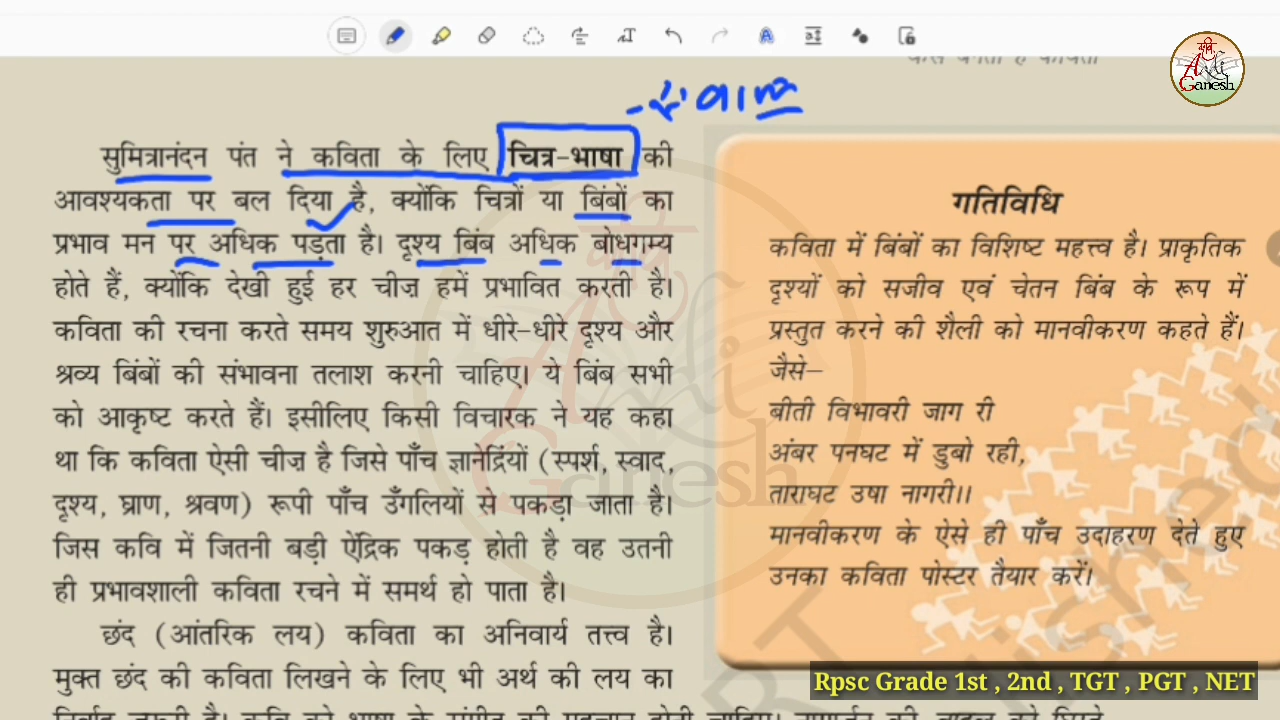 कैसे बनती है कविता
श्री
Adi
Ganesh
सुमित्रानंदन पंत ने कविता के लिए चित्र-भाषा की
आवश्यकता पर बल दिया है, क्योंकि चित्रों या बिंबों का
प्रभाव मन पर अधिक पड़ता है। दृश्य बिंब अधिक बोधगम्य
होते हैं, क्योंकि देखी हुई हर चीज़ हमें प्रभावित करती है।
कविता की रचना करते समय शुरुआत में धीरे-धीरे दृश्य और
श्रव्य बिंबों की संभावना तलाश करनी चाहिए। ये बिंब सभी
को आकृष्ट करते हैं। इसीलिए किसी विचारक ने यह कहा
था कि कविता ऐसी चीज़ है जिसे पाँच ज्ञानेंद्रियों (स्पर्श, स्वाद,
दृश्य, घ्राण, श्रवण) रूपी पाँच उँगलियों से पकड़ा जाता है।
जिस कवि में जितनी बड़ी ऐंद्रिक पकड़ होती है वह उतनी
ही प्रभावशाली कविता रचने में समर्थ हो पाता है।
छंद (आंतरिक लय) कविता का अनिवार्य तत्त्व है।
मुक्त छंद की कविता लिखने के लिए भी अर्थ की लय का
गतिविधि
कविता में बिंबों का विशिष्ट महत्त्व है। प्राकृतिक
दृश्यों को सजीव एवं चेतन बिंब के रूप में
प्रस्तुत करने की शैली को मानवीकरण कहते हैं।
जैसे–
बीती विभावरी जाग री
अंबर पनघट में डुबो रही,
ताराघट उषा नागरी।।
मानवीकरण के ऐसे ही पाँच उदाहरण देते हुए
उनका कविता पोस्टर तैयार करें।
Rpsc Grade 1st , 2nd , TGT , PGT , NET